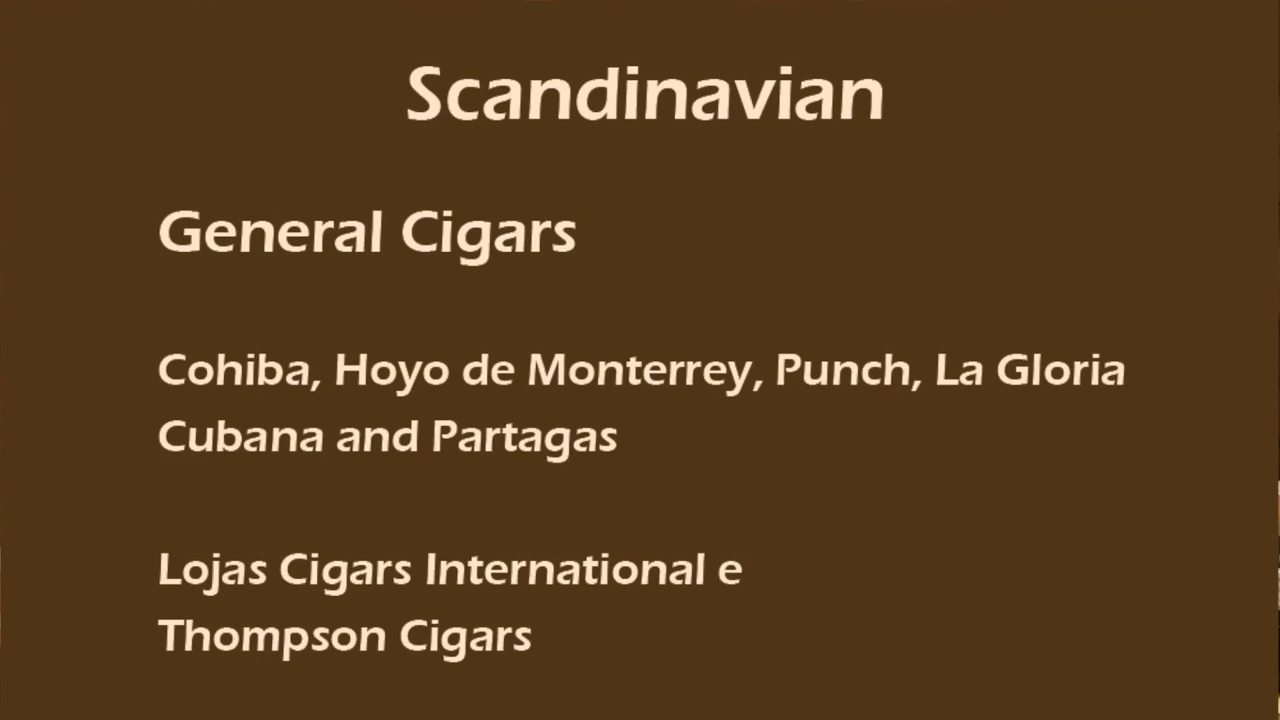 Scandinavian
General Cigars
Cohiba, Hoyo de Monterrey, Punch, La Gloria
Cubana and Partagas
Lojas Cigars International e
Thompson Cigars